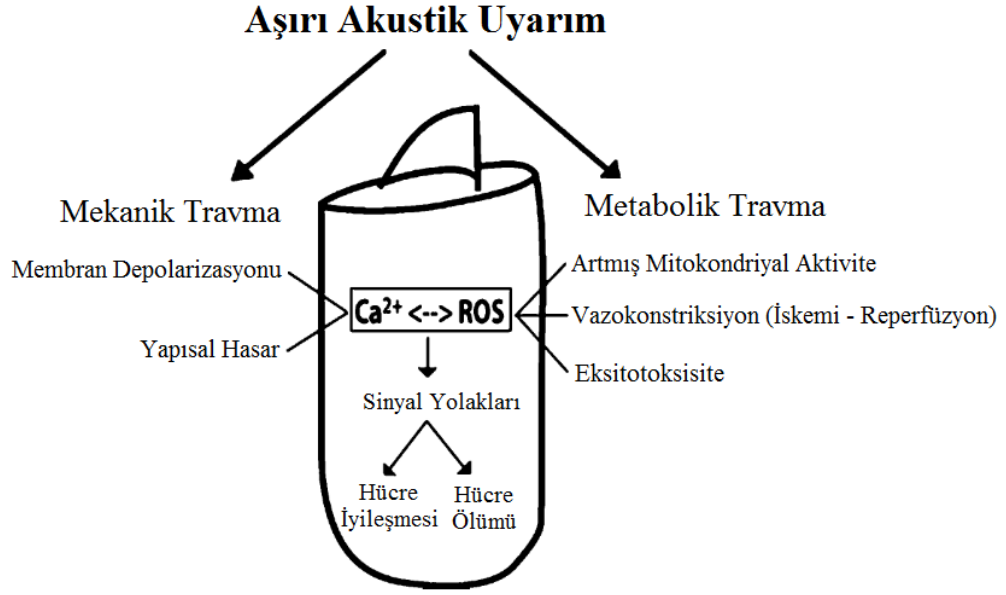 Aşırı Akustik Uyarım
Mekanik Travma
Metabolik Travma
Membran Depolarizasyonu
Yapısal Hasar
Ca²⁺ <--> ROS
Artmış Mitokondriyal Aktivite
Vazokonstriksiyon (İskemi - Reperfüzyon)
Eksitotoksisite
Sinyal Yolakları
Hücre
İyileşmesi
Hücre
Ölümü